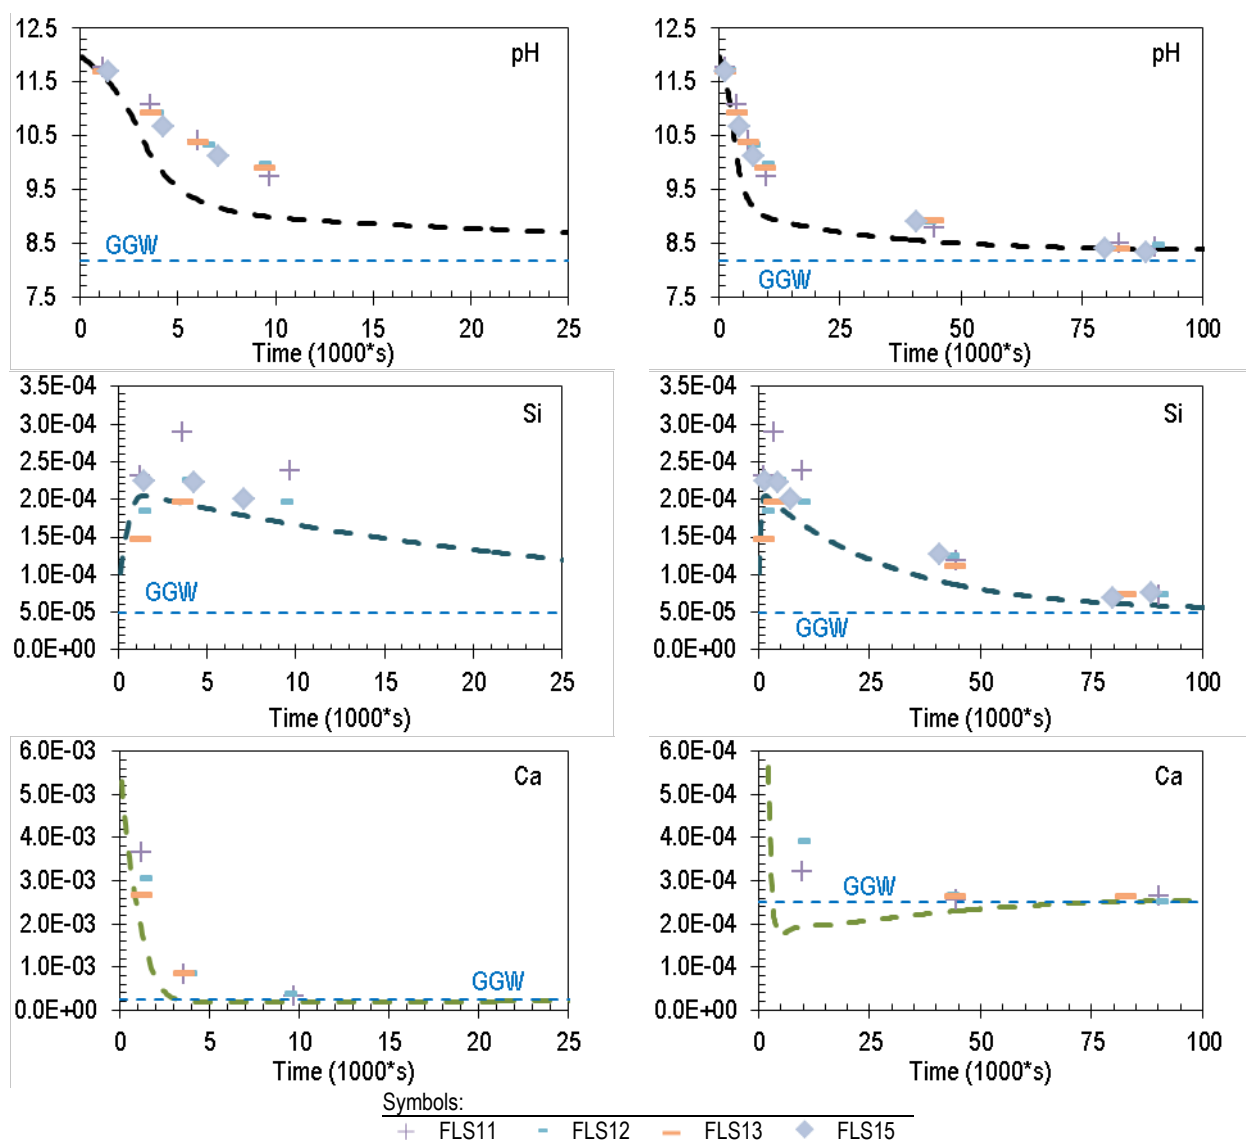 12.5
11.5
10.5
9.5
8.5
7.5
pH
GGW
0 5 10 15 20 25
Time (1000*s)
12.5
11.5
10.5
9.5
8.5
7.5
pH
GGW
0 25 50 75 100
Time (1000*s)
3.5E-04
3.0E-04
2.5E-04
2.0E-04
1.5E-04
1.0E-04
5.0E-05
0.0E+00
Si
GGW
0 5 10 15 20 25
Time (1000*s)
3.5E-04
3.0E-04
2.5E-04
2.0E-04
1.5E-04
1.0E-04
5.0E-05
0.0E+00
Si
GGW
0 25 50 75 100
Time (1000*s)
6.0E-03
5.0E-03
4.0E-03
3.0E-03
2.0E-03
1.0E-03
0.0E+00
Ca
GGW
0 5 10 15 20 25
Time (1000*s)
6.0E-04
5.0E-04
4.0E-04
3.0E-04
2.0E-04
1.0E-04
0.0E+00
Ca
GGW
0 25 50 75 100
Time (1000*s)
Symbols:
FLS11 FLS12 FLS13 FLS15